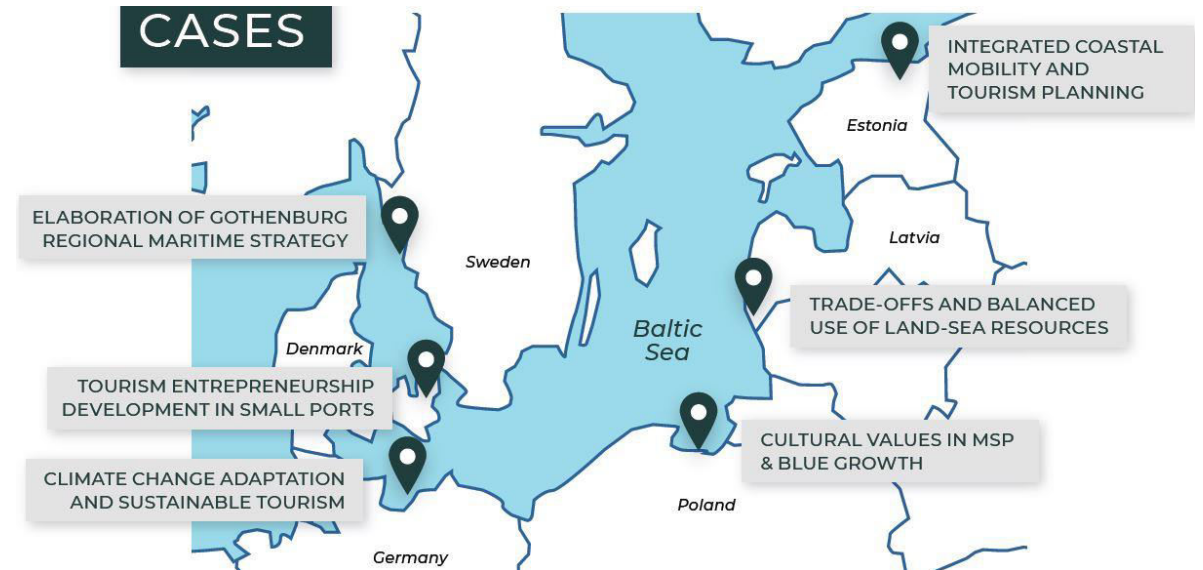 CASES
INTEGRATED COASTAL
MOBILITY AND
TOURISM PLANNING
Estonia
ELABORATION OF GOTHENBURG
REGIONAL MARITIME STRATEGY
Sweden
Latvia
TRADE-OFFS AND BALANCED
USE OF LAND-SEA RESOURCES
Baltic
Sea
Denmark
TOURISM ENTREPRENEURSHIP
DEVELOPMENT IN SMALL PORTS
CULTURAL VALUES IN MSP
& BLUE GROWTH
CLIMATE CHANGE ADAPTATION
AND SUSTAINABLE TOURISM
Poland
Germany